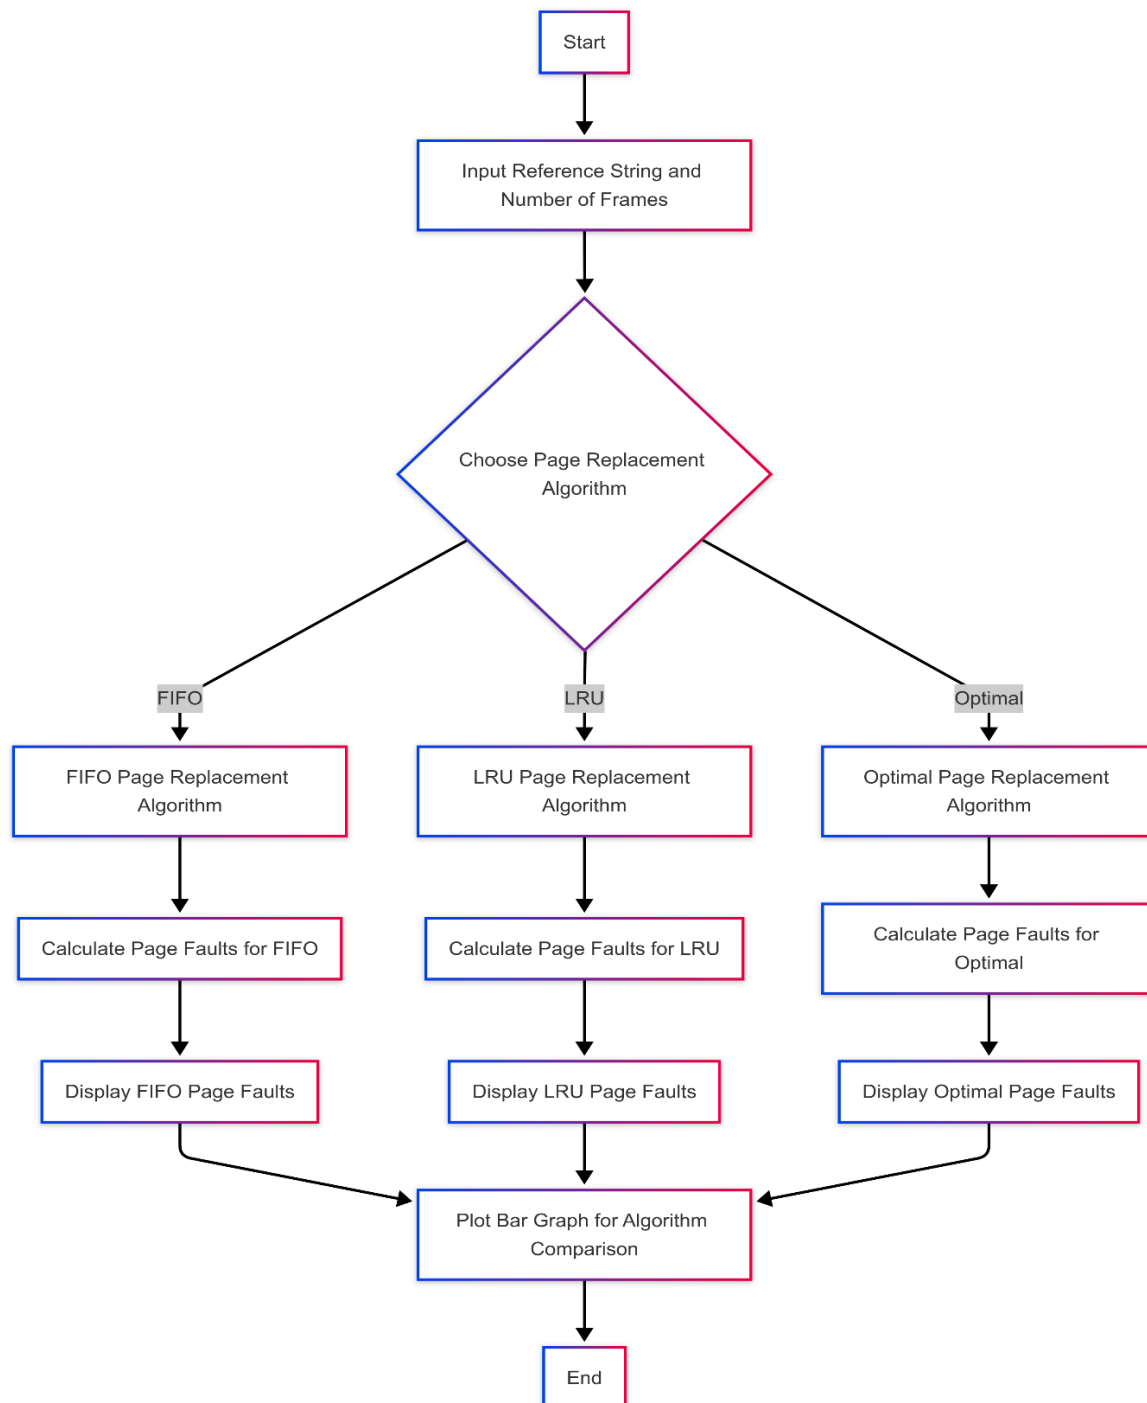 Start
Input Reference String and
Number of Frames
Choose Page Replacement
Algorithm
FIFO
LRU
Optimal
FIFO Page Replacement
Algorithm
LRU Page Replacement
Algorithm
Optimal Page Replacement
Algorithm
Calculate Page Faults for FIFO
Calculate Page Faults for LRU
Calculate Page Faults for
Optimal
Display FIFO Page Faults
Display LRU Page Faults
Display Optimal Page Faults
Plot Bar Graph for Algorithm
Comparison
End